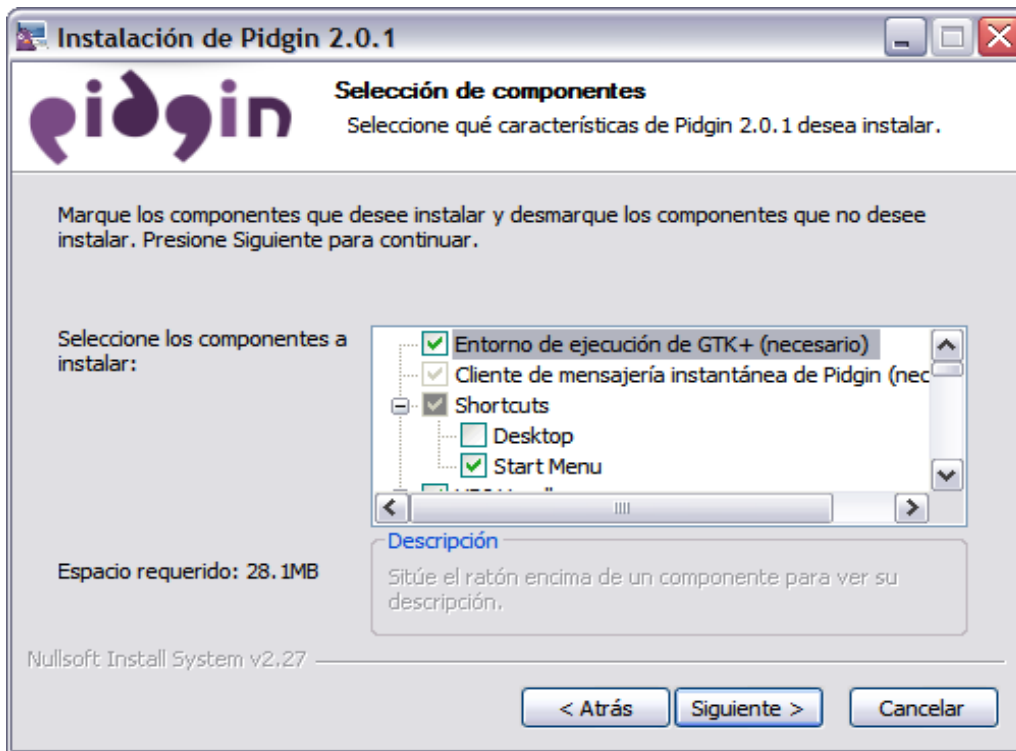 Instalación de Pidgin 2.0.1
pidgin
Selección de componentes
Seleccione qué características de Pidgin 2.0.1 desea instalar.
Marque los componentes que desee instalar y desmarque los componentes que no desee
instalar. Presione Siguiente para continuar.
Seleccione los componentes a
instalar:
Entorno de ejecución de GTK+ (necesario)
Cliente de mensajería instantánea de Pidgin (nec
Shortcuts
Desktop
Start Menu
Descripción
Espacio requerido: 28.1MB
Sitúe el ratón encima de un componente para ver su
descripción.
Nullsoft Install System v2.27
< Atrás
Siguiente >
Cancelar